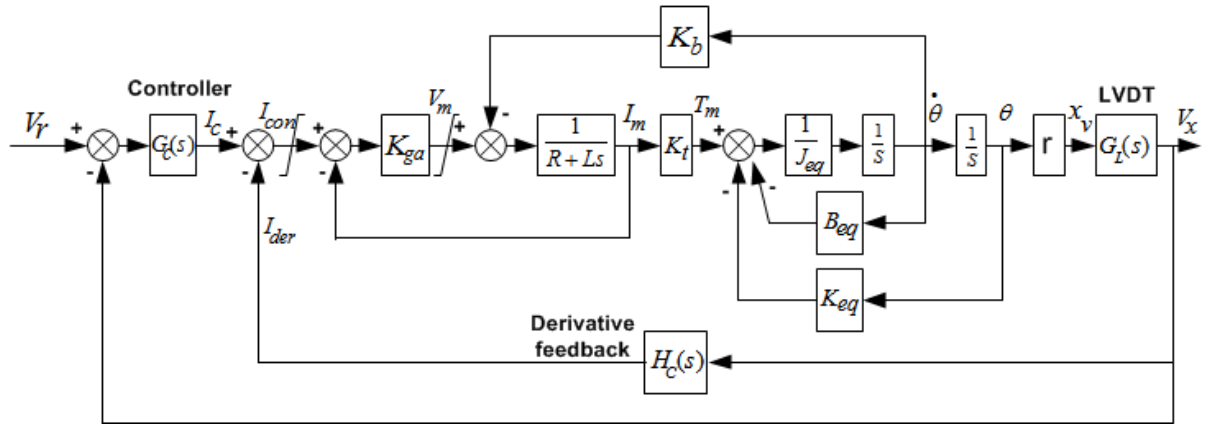 K_b
Controller
LVDT
V_r
+
-
G_c(s)
I_c
+
-
I_con
+
-
K_ga
V_m
+
-
1
R+Ls
I_m
K_t
T_m
+
-
-
1
J_eq
1
s
θ̇
1
s
θ
r
x_v
G_L(s)
V_x
I_der
B_eq
K_eq
Derivative
feedback
H_c(s)